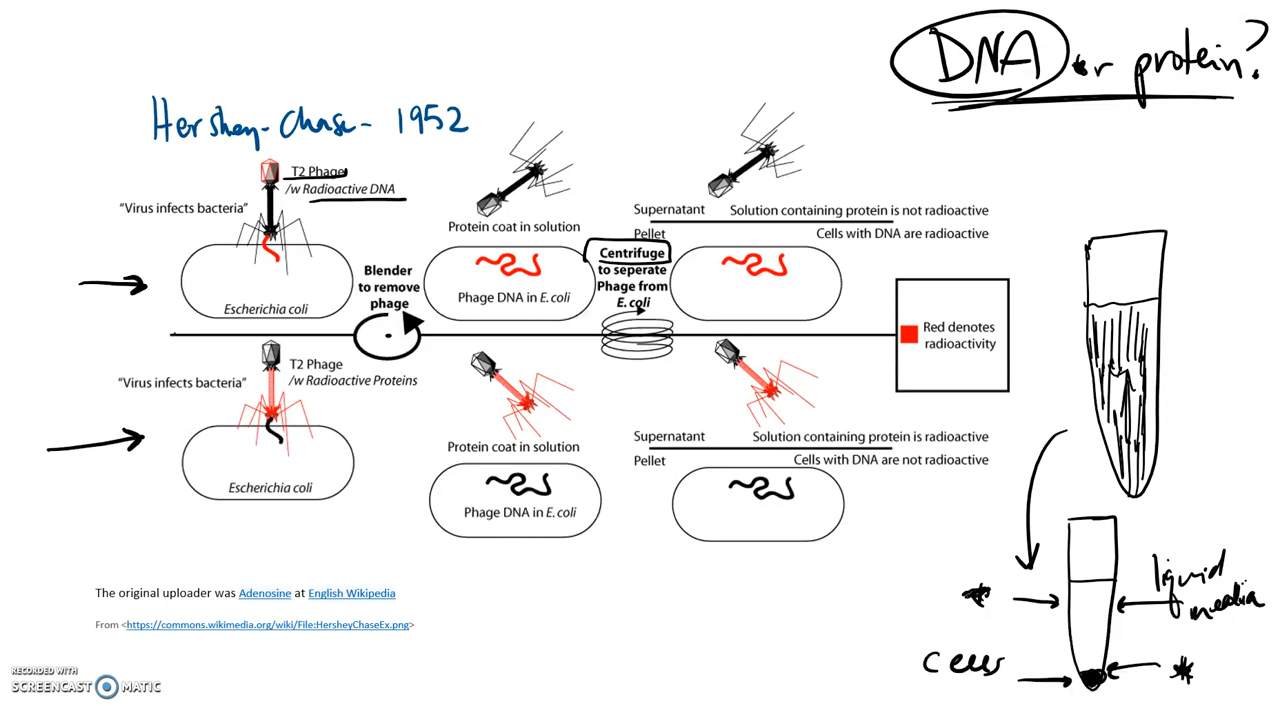 DNA or protein?
Hershey-Chase- 1952
T2 Phage
/w Radioactive DNA
"Virus infects bacteria"
Escherichia coli
Blender
to remove
phage
Protein coat in solution
Phage DNA in E. coli
Centrifuge
to seperate
Phage from
E. coli
Supernatant Solution containing protein is not radioactive
Pellet Cells with DNA are radioactive
Red denotes
radioactivity
T2 Phage
/w Radioactive Proteins
"Virus infects bacteria"
Escherichia coli
Protein coat in solution
Phage DNA in E. coli
Supernatant Solution containing protein is radioactive
Pellet Cells with DNA are not radioactive
liquid
media
cells
The original uploader was Adenosine at English Wikipedia
From <https://commons.wikimedia.org/wiki/File:HersheyChaseEx.png>
RECORDED WITH
SCREENCAST MATIC